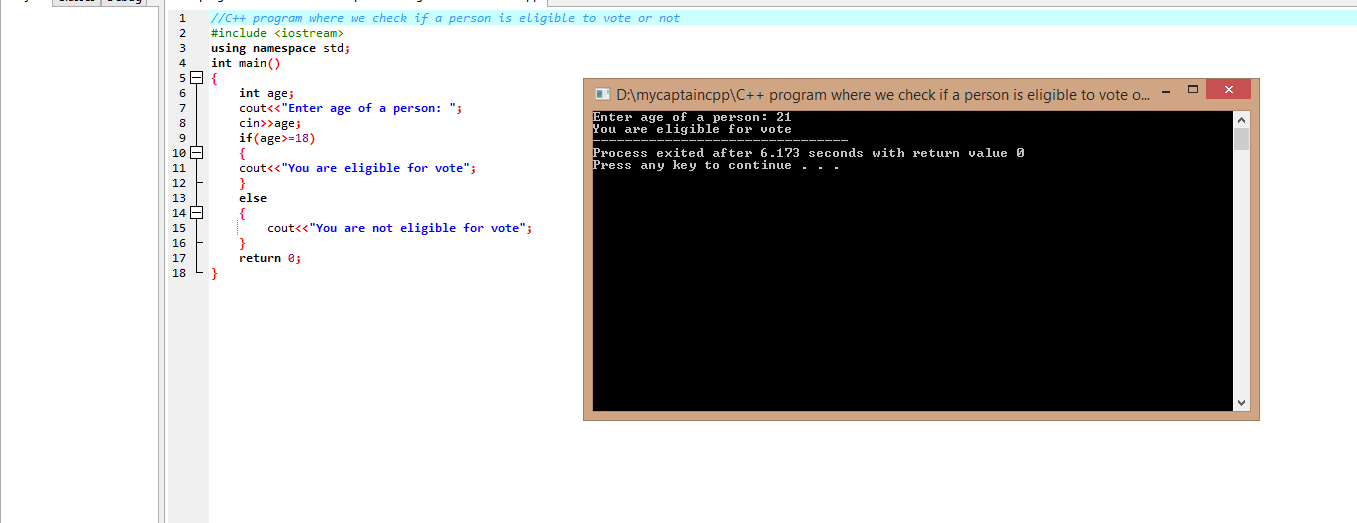 Classes
Debug
1 //C++ program where we check if a person is eligible to vote or not
2 #include <iostream>
3 using namespace std;
4 int main()
5 {
6 int age;
7 cout<<"Enter age of a person: ";
8 cin>>age;
9 if(age>=18)
10 {
11 cout<<"You are eligible for vote";
12 }
13 else
14 {
15 cout<<"You are not eligible for vote";
16 }
17 return 0;
18 }
D:\mycaptaincpp\C++ program where we check if a person is eligible to vote o...
Enter age of a person: 21
You are eligible for vote
--------------------------------
Process exited after 6.173 seconds with return value 0
Press any key to continue . . .